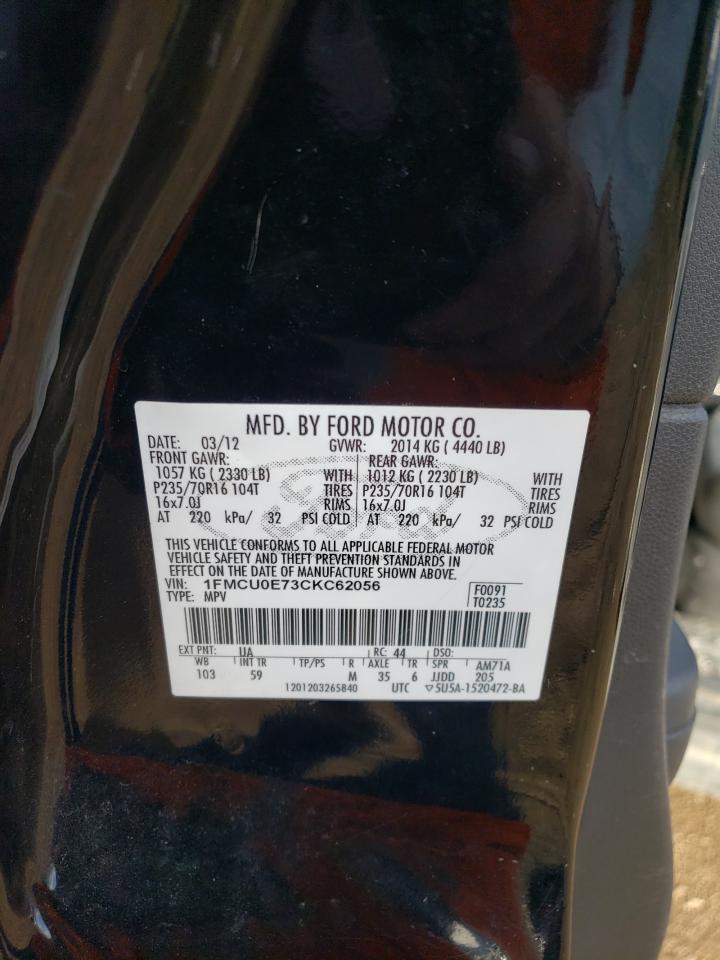 MFD. BY FORD MOTOR CO.
DATE: 03/12 GVWR: 2014 KG ( 4440 LB)
FRONT GAWR: REAR GAWR:
1057 KG ( 2330 LB) WITH 1012 KG ( 2230 LB) WITH
P235/70R16 104T TIRES P235/70R16 104T TIRES
16x7.0J RIMS 16x7.0J RIMS
AT 220 kPa/ 32 PSI COLD AT 220 kPa/ 32 PSI COLD
Ford
THIS VEHICLE CONFORMS TO ALL APPLICABLE FEDERAL MOTOR
VEHICLE SAFETY AND THEFT PREVENTION STANDARDS IN
EFFECT ON THE DATE OF MANUFACTURE SHOWN ABOVE.
VIN: 1FMCU0E73CKC62056 F0091
TYPE: MPV T0235
EXT PNT: UA RC: 44 DSO:
WB INT TR TP/PS R AXLE TR SPR AM71A
103 59 M 35 6 JJDD 205
1201203265840 UTC ▽5U5A-1520472-BA